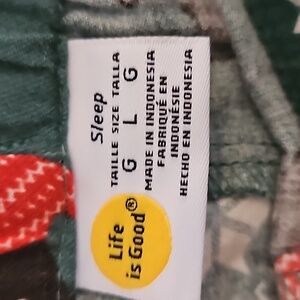 Life
is Good®
Sleep
TAILLE SIZE TALLA
G L G
MADE IN INDONESIA
FABRIQUÉ EN
INDONÉSIE
HECHO EN INDONESIA